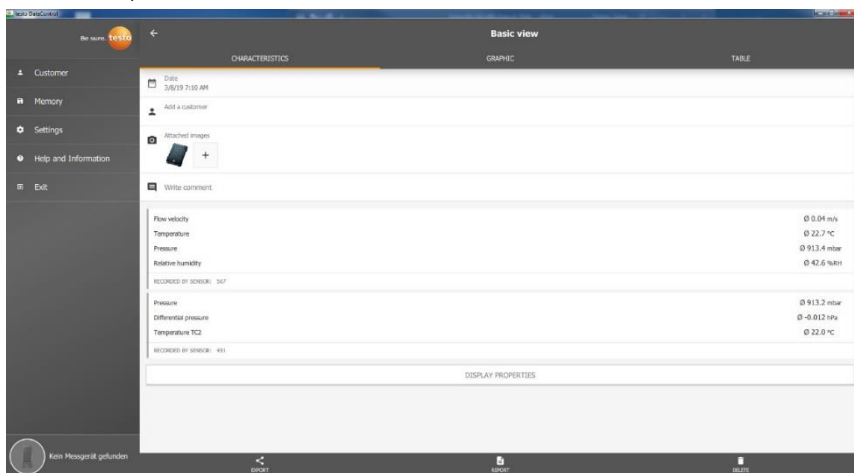 Testo DataControl
Be sure. testo
Customer
Memory
Settings
Help and Information
Exit
Kein Messgerät gefunden
Basic view
CHARACTERISTICS GRAPHIC TABLE
Date
3/8/19 7:10 AM
Add a customer
Attached images
+
Write comment
Flow velocity Ø 0.04 m/s
Temperature Ø 22.7 °C
Pressure Ø 913.4 mbar
Relative humidity Ø 42.6 %RH
RECORDED BY SENSOR: 567
Pressure Ø 913.2 mbar
Differential pressure Ø -0.012 hPa
Temperature TC2 Ø 22.0 °C
RECORDED BY SENSOR: 491
DISPLAY PROPERTIES
EXPORT REPORT DELETE